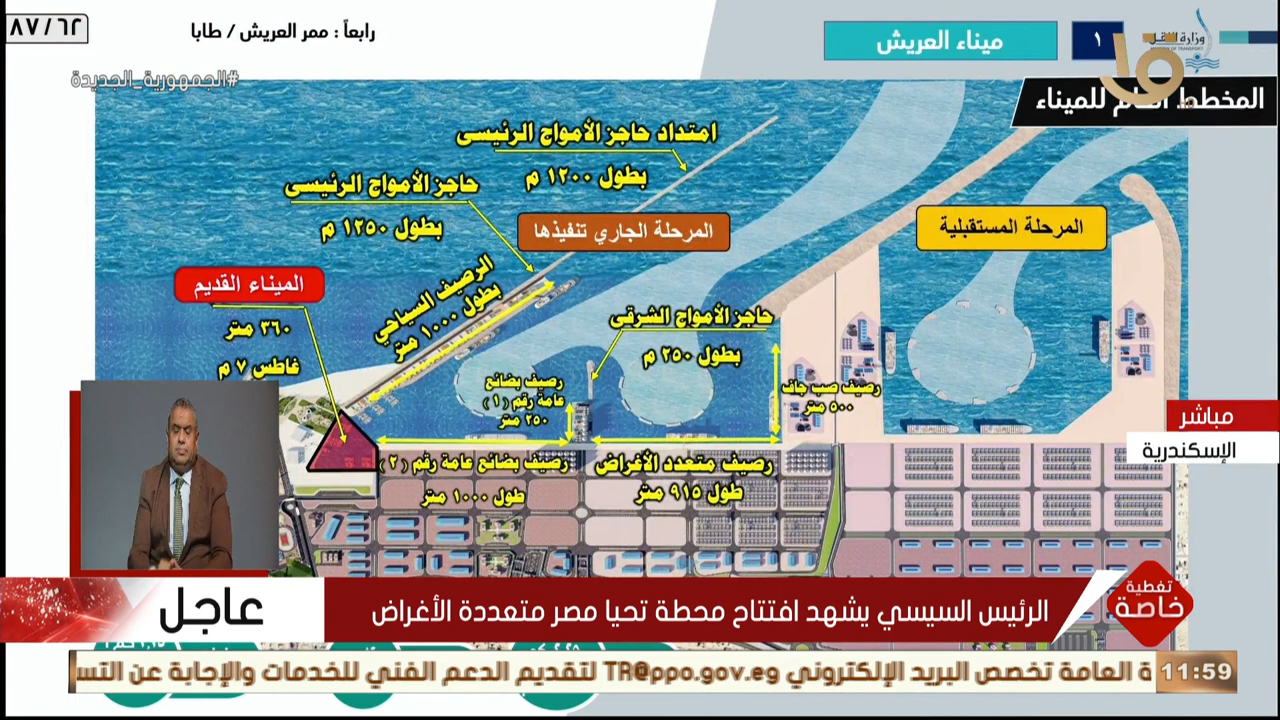 ٨٧ / ٦٢
رابعاً : ممر العريش / طابا
ميناء العريش
١
وزارة النقل
MINISTRY OF TRANSPORT
#الجمهورية_الجديدة
المخطط العام للميناء
امتداد حاجز الأمواج الرئيسى
بطول ١٢٠٠ م
حاجز الأمواج الرئيسى
بطول ١٢٥٠ م
المرحلة الجاري تنفيذها
المرحلة المستقبلية
الميناء القديم
٣٦٠ متر
غاطس ٧ م
الرصيف السياحي
بطول ١٠٠٠ متر
حاجز الأمواج الشرقى
بطول ٢٥٠ م
رصيف بضائع
عامة رقم (١)
٢٥٠ متر
رصيف صب جاف
٥٠٠ متر
رصيف بضائع عامة رقم (٢)
طول ١٠٠٠ متر
رصيف متعدد الأغراض
طول ٩١٥ متر
مباشر
الإسكندرية
تغطية
خاصة
عاجل
الرئيس السيسي يشهد افتتاح محطة تحيا مصر متعددة الأغراض
ة العامة تخصص البريد الإلكتروني TR@ppo.gov.eg لتقديم الدعم الفني للخدمات والإجابة عن التس
11:59